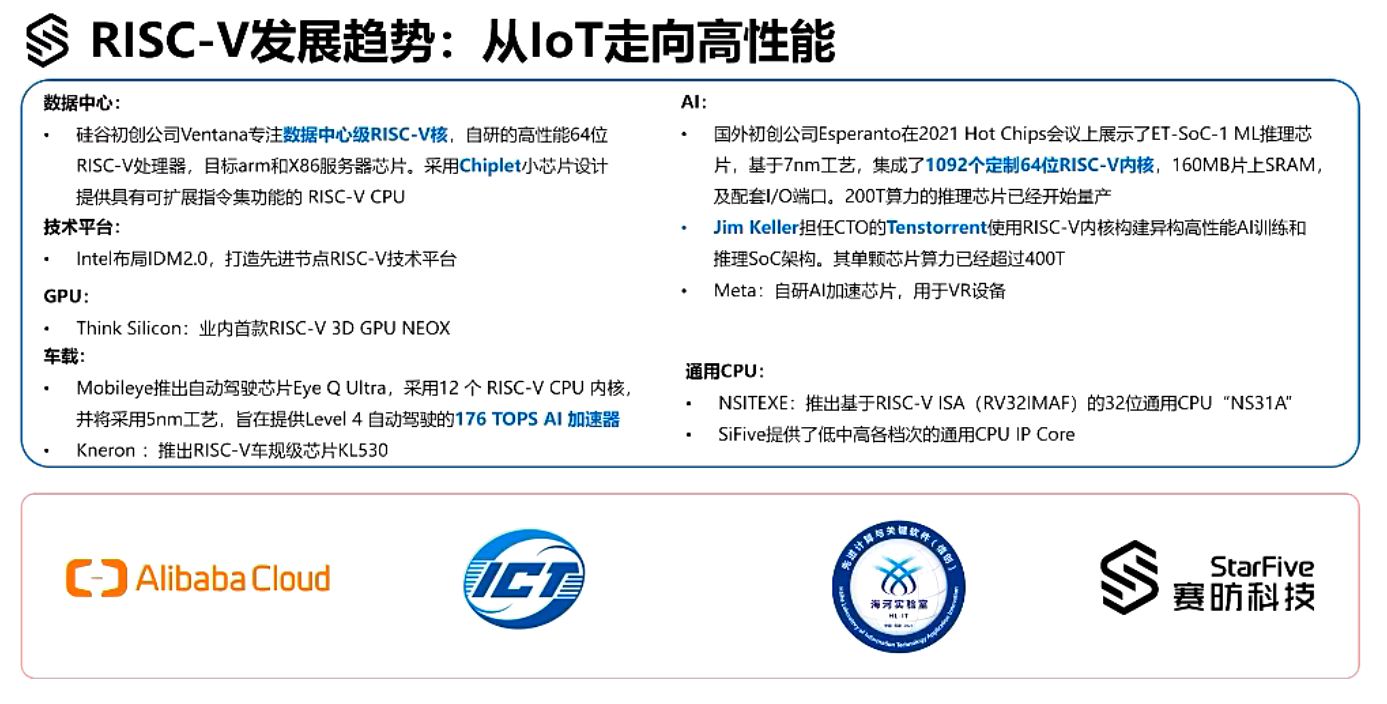 RISC-V发展趋势：从IoT走向高性能
数据中心：
• 硅谷初创公司Ventana专注数据中心级RISC-V核，自研的高性能64位
RISC-V处理器，目标arm和X86服务器芯片。采用Chiplet小芯片设计
提供具有可扩展指令集功能的 RISC-V CPU
技术平台：
• Intel布局IDM2.0，打造先进节点RISC-V技术平台
GPU：
• Think Silicon：业内首款RISC-V 3D GPU NEOX
车载：
• Mobileye推出自动驾驶芯片Eye Q Ultra，采用12 个 RISC-V CPU 内核，
并将采用5nm工艺，旨在提供Level 4 自动驾驶的176 TOPS AI 加速器
• Kneron ：推出RISC-V车规级芯片KL530
AI：
• 国外初创公司Esperanto在2021 Hot Chips会议上展示了ET-SoC-1 ML推理芯
片，基于7nm工艺，集成了1092个定制64位RISC-V内核，160MB片上SRAM，
及配套I/O端口。200T算力的推理芯片已经开始量产
• Jim Keller担任CTO的Tenstorrent使用RISC-V内核构建异构高性能AI训练和
推理SoC架构。其单颗芯片算力已经超过400T
• Meta：自研AI加速芯片，用于VR设备
通用CPU：
• NSITEXE：推出基于RISC-V ISA（RV32IMAF）的32位通用CPU“NS31A”
• SiFive提供了低中高各档次的通用CPU IP Core
Alibaba Cloud
ICT
先进计算与关键软件（信创）
海河实验室
HL-IT
Laboratory of Information Technology Application Innovation
StarFive
赛昉科技